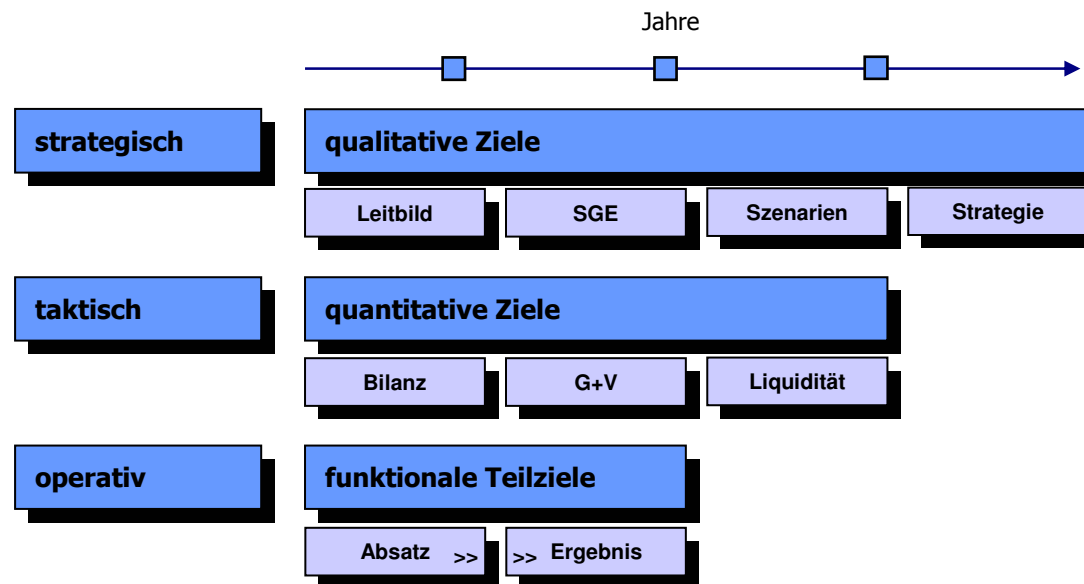 Jahre
strategisch
qualitative Ziele
Leitbild
SGE
Szenarien
Strategie
taktisch
quantitative Ziele
Bilanz
G+V
Liquidität
operativ
funktionale Teilziele
Absatz >>
>> Ergebnis